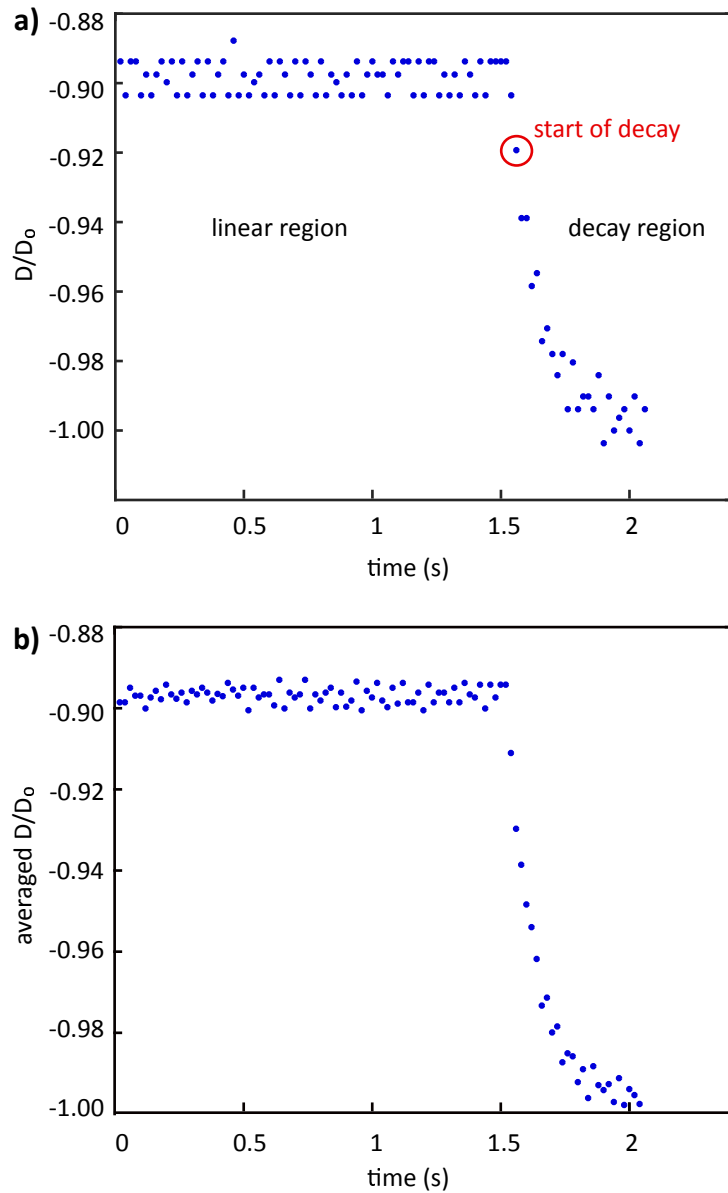 a)
-0.88
-0.90
-0.92
-0.94
-0.96
-0.98
-1.00
D/D₀
start of decay
linear region
decay region
0
0.5
1
1.5
2
time (s)
b)
-0.88
-0.90
-0.92
-0.94
-0.96
-0.98
-1.00
averaged D/D₀
0
0.5
1
1.5
2
time (s)